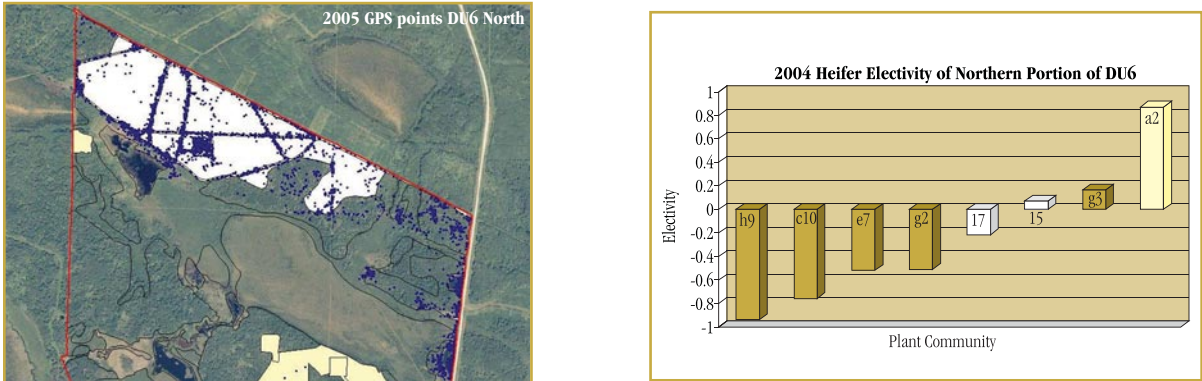 2005 GPS points DU6 North
2004 Heifer Electivity of Northern Portion of DU6
Electivity
1
0.8
0.6
0.4
0.2
0
-0.2
-0.4
-0.6
-0.8
-1
h9
c10
e7
g2
17
15
g3
a2
Plant Community